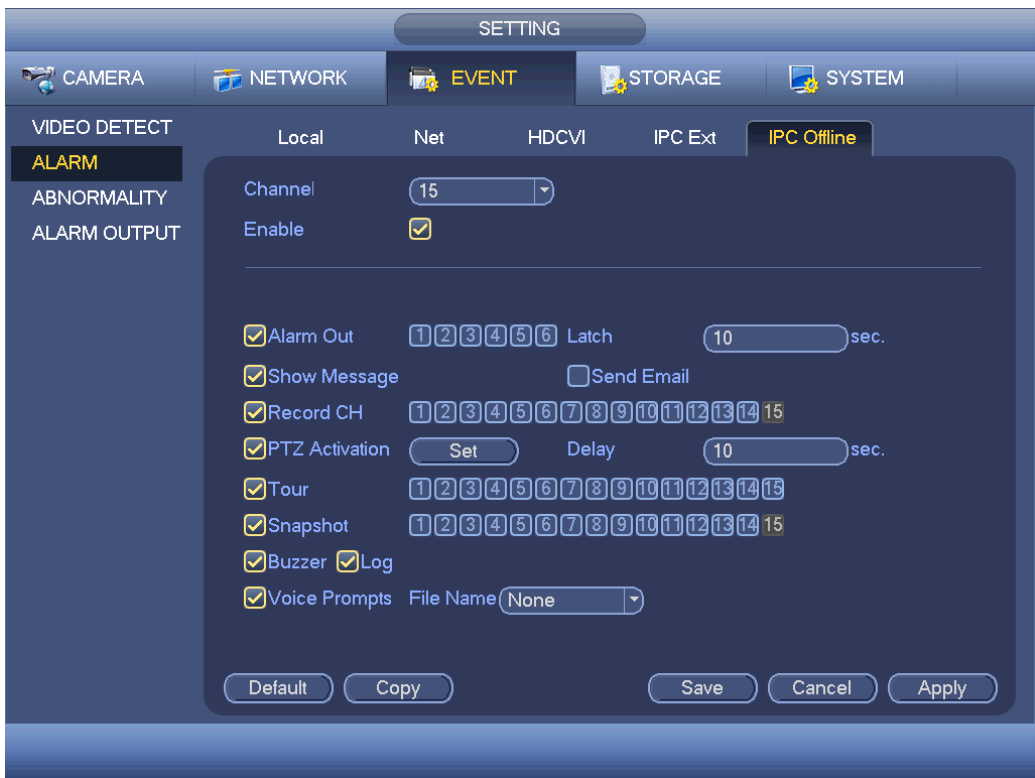 SETTING
CAMERA NETWORK EVENT STORAGE SYSTEM
VIDEO DETECT
ALARM
ABNORMALITY
ALARM OUTPUT
Local Net HDCVI IPC Ext IPC Offline
Channel 15
Enable
Alarm Out 1 2 3 4 5 6 Latch 10 sec.
Show Message Send Email
Record CH 1 2 3 4 5 6 7 8 9 10 11 12 13 14 15
PTZ Activation Set Delay 10 sec.
Tour 1 2 3 4 5 6 7 8 9 10 11 12 13 14 15
Snapshot 1 2 3 4 5 6 7 8 9 10 11 12 13 14 15
Buzzer Log
Voice Prompts File Name None
Default Copy Save Cancel Apply